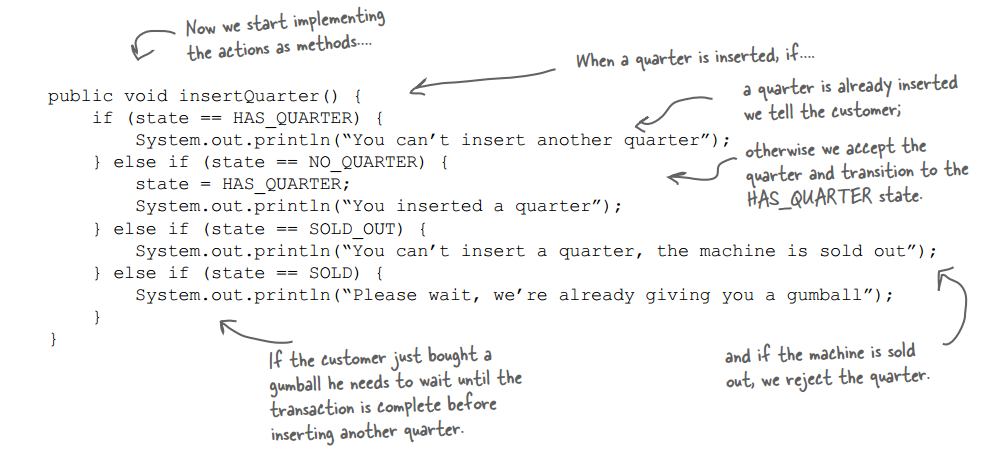 Now we start implementing
the actions as methods....
When a quarter is inserted, if....
public void insertQuarter() {
if (state == HAS_QUARTER) {
System.out.println(“You can’t insert another quarter”);
} else if (state == NO_QUARTER) {
state = HAS_QUARTER;
System.out.println(“You inserted a quarter”);
} else if (state == SOLD_OUT) {
System.out.println(“You can’t insert a quarter, the machine is sold out”);
} else if (state == SOLD) {
System.out.println(“Please wait, we’re already giving you a gumball”);
}
}
a quarter is already inserted
we tell the customer;
otherwise we accept the
quarter and transition to the
HAS_QUARTER state.
If the customer just bought a
gumball he needs to wait until the
transaction is complete before
inserting another quarter.
and if the machine is sold
out, we reject the quarter.